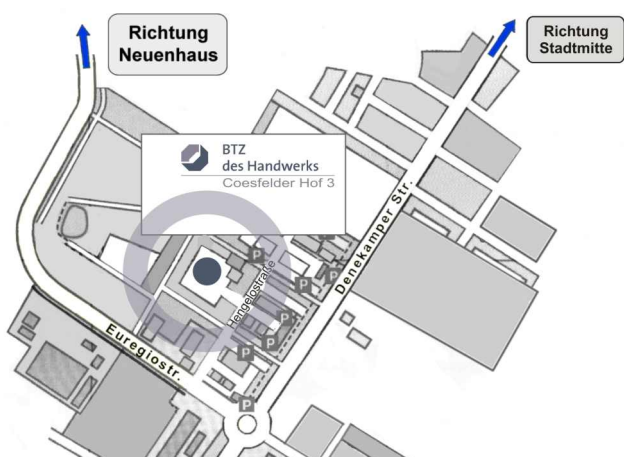 Richtung
Neuenhaus
Richtung
Stadtmitte
BTZ
des Handwerks
Coesfelder Hof 3
Denekamper Str.
Hengelostraße
Euregiostr.
P
P
P
P
P
P
P